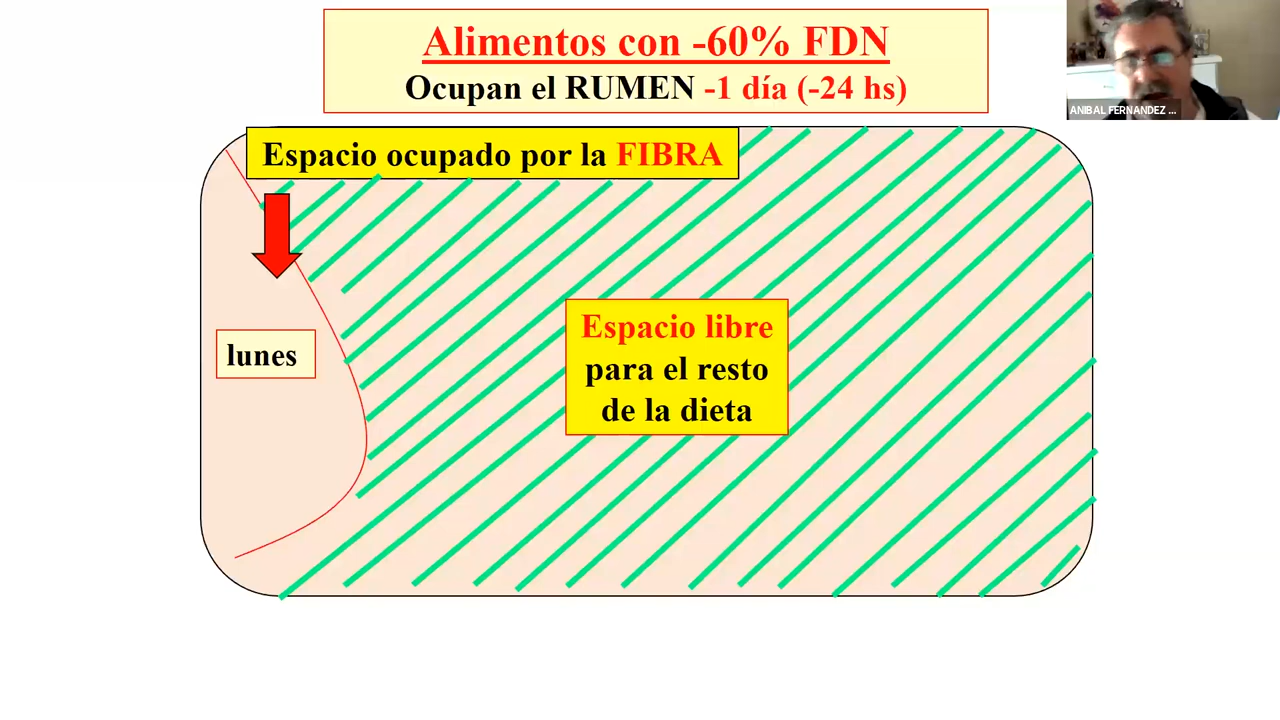 Alimentos con -60% FDN
Ocupan el RUMEN -1 día (-24 hs)
ANIBAL FERNANDEZ ...
Espacio ocupado por la FIBRA
lunes
Espacio libre
para el resto
de la dieta